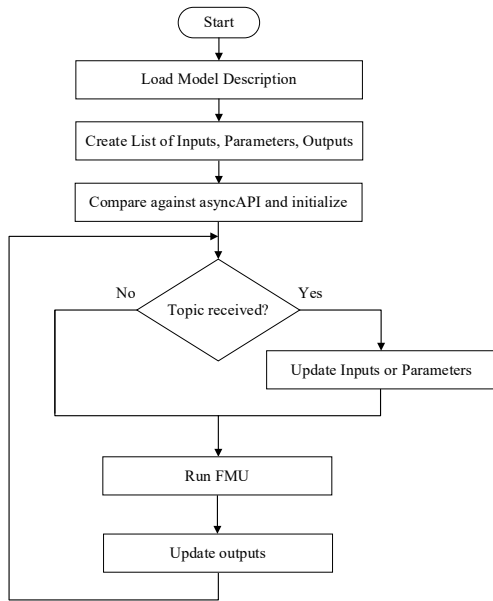 Start
Load Model Description
Create List of Inputs, Parameters, Outputs
Compare against asyncAPI and initialize
No
Topic received?
Yes
Update Inputs or Parameters
Run FMU
Update outputs